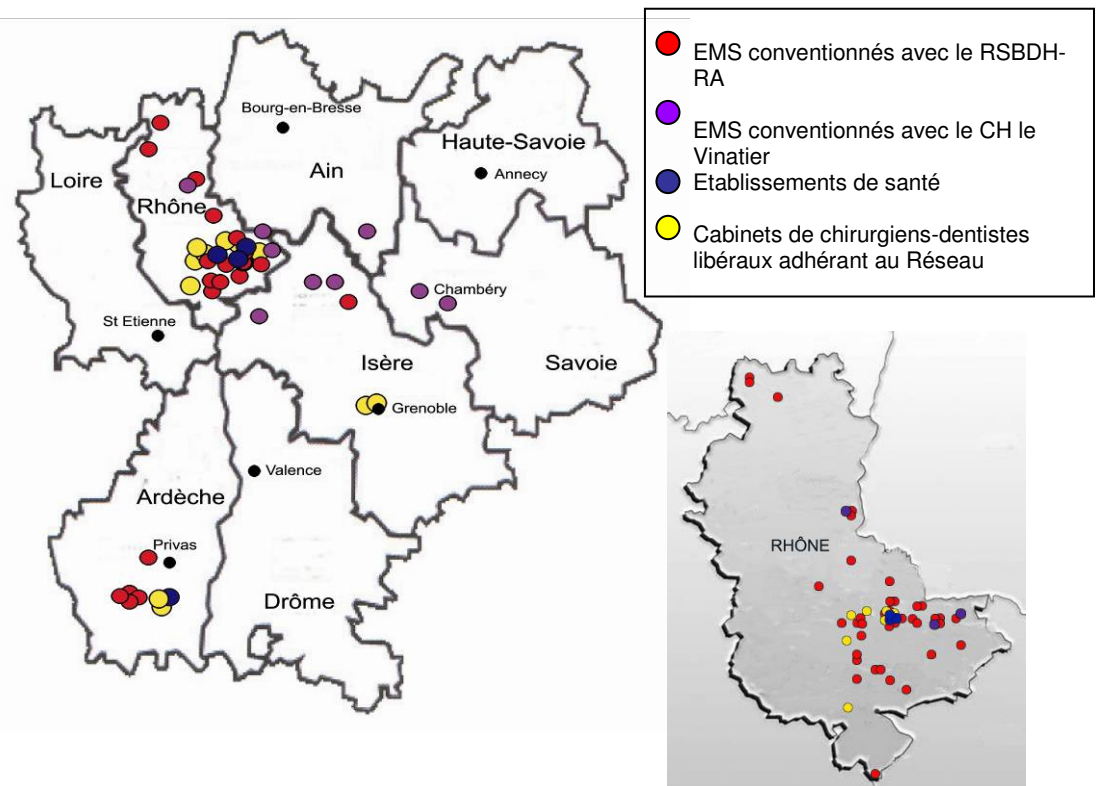 EMS conventionnés avec le RSBDH-
RA
EMS conventionnés avec le CH le
Vinatier
Etablissements de santé
Cabinets de chirurgiens-dentistes
libéraux adhérant au Réseau
Bourg-en-Bresse
Haute-Savoie
Ain
Annecy
Loire
Rhône
Chambéry
St Etienne
Isère
Savoie
Grenoble
Valence
Ardèche
Privas
Drôme
RHÔNE